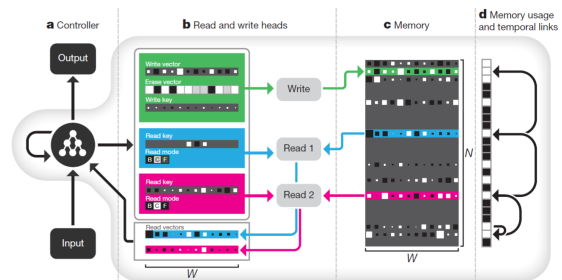 a Controller
b Read and write heads
c Memory
d Memory usage
and temporal links
Output
Input
Write vector
Erase vector
Write key
Write
Read key
Read mode
B C F
Read 1
Read key
Read mode
B C F
Read 2
Read vectors
W
W
N